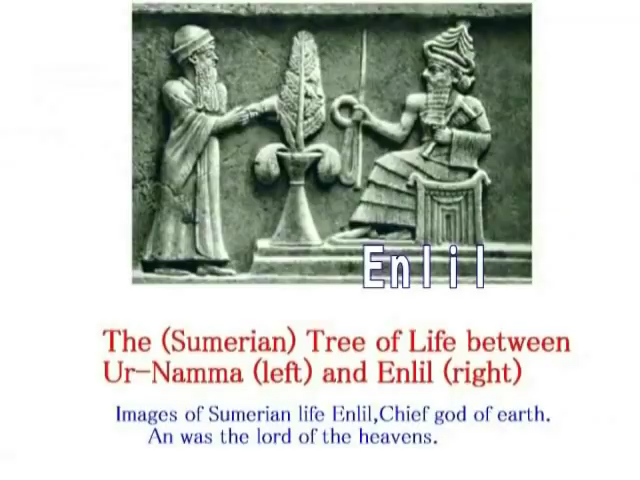 Enlil
The (Sumerian) Tree of Life between
Ur-Namma (left) and Enlil (right)
Images of Sumerian life Enlil,Chief god of earth.
An was the lord of the heavens.